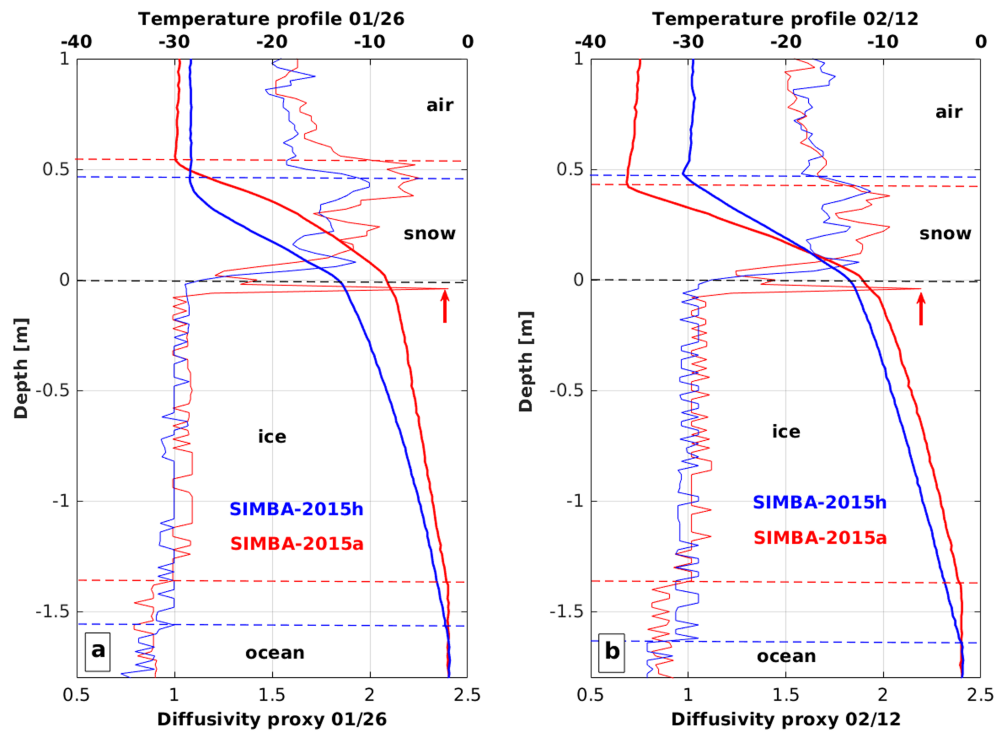 Temperature profile 01/26
-40 -30 -20 -10 0
1
0.5
0
-0.5
-1
-1.5
Depth [m]
air
snow
ice
SIMBA-2015h
SIMBA-2015a
ocean
a
0.5 1 1.5 2 2.5
Diffusivity proxy 01/26
Temperature profile 02/12
-40 -30 -20 -10 0
1
0.5
0
-0.5
-1
-1.5
Depth [m]
air
snow
ice
SIMBA-2015h
SIMBA-2015a
ocean
b
0.5 1 1.5 2 2.5
Diffusivity proxy 02/12